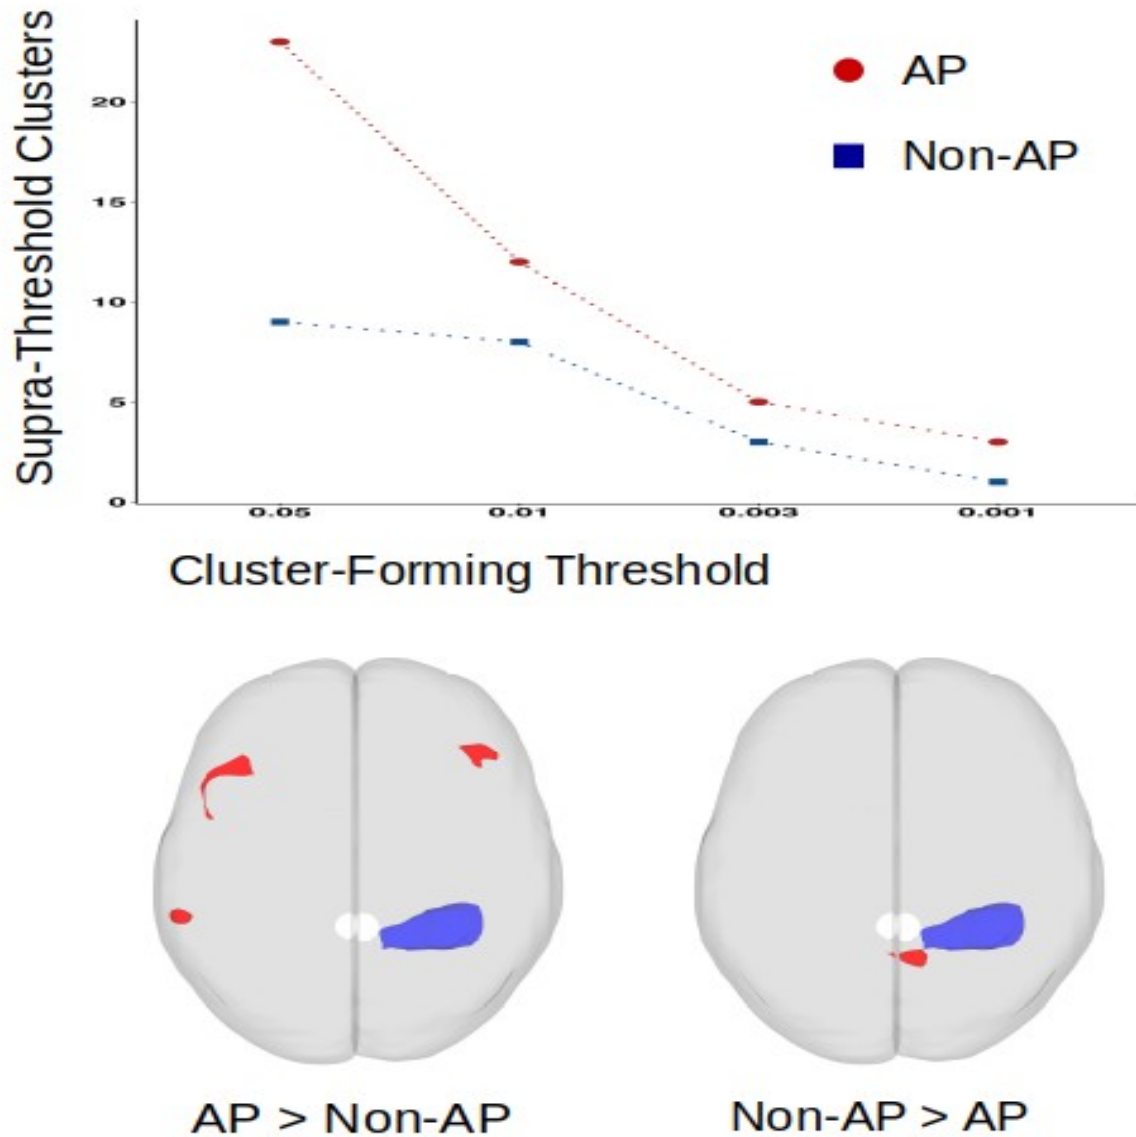 Supra-Threshold Clusters
20
15
10
5
0
AP
Non-AP
0.05 0.01 0.003 0.001
Cluster-Forming Threshold
AP > Non-AP
Non-AP > AP